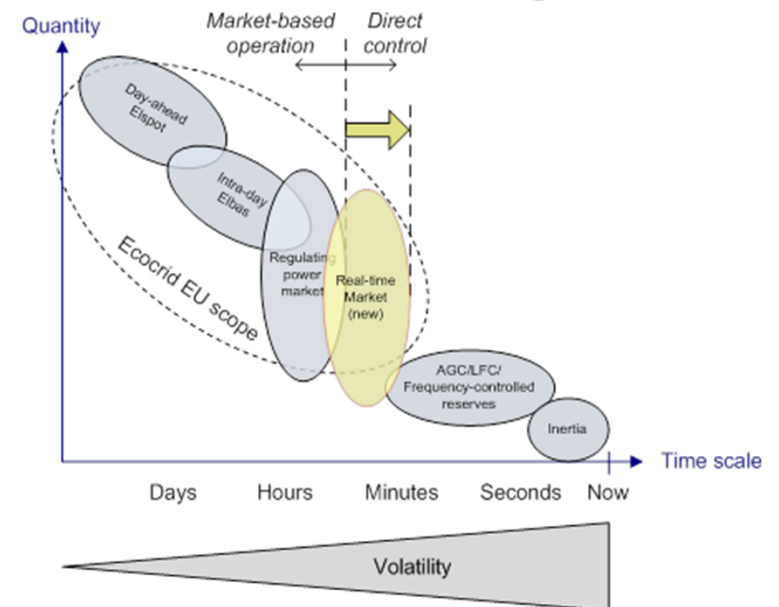 Quantity
Market-based
operation
Direct
control
Day-ahead
Elspot
Intra-day
Elbas
Regulating
power
market
Real-time
Market
(new)
Ecocrid EU scope
AGC/LFC/
Frequency-controlled
reserves
Inertia
Time scale
Days
Hours
Minutes
Seconds
Now
Volatility